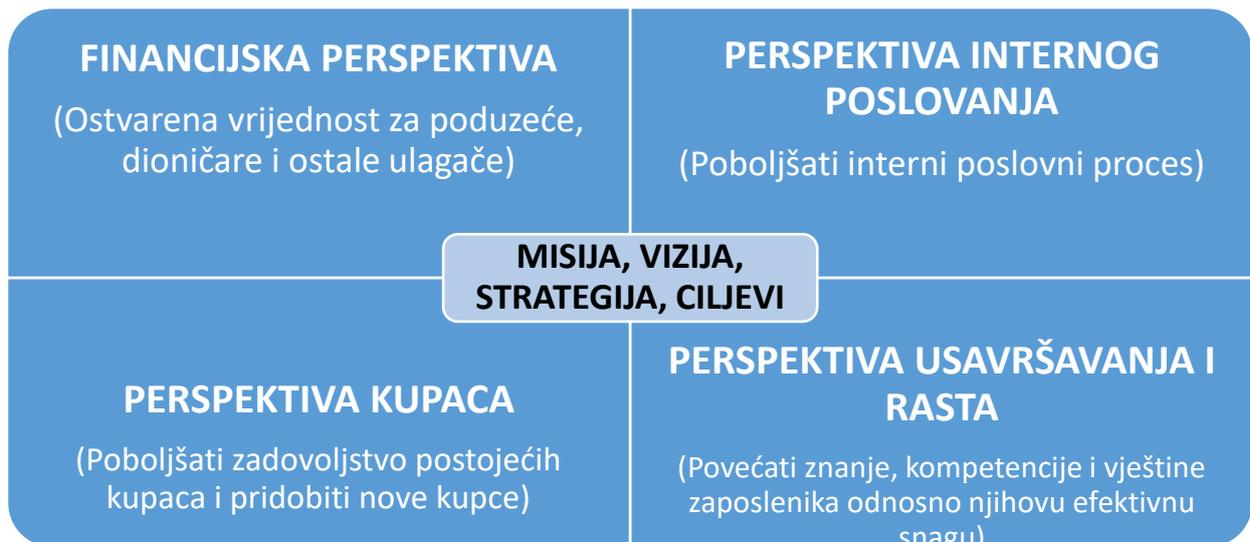 FINANCIJSKA PERSPEKTIVA
(Ostvarena vrijednost za poduzeće,
dioničare i ostale ulagače)
PERSPEKTIVA INTERNOG
POSLOVANJA
(Poboljšati interni poslovni proces)
MISIJA, VIZIJA,
STRATEGIJA, CILJEVI
PERSPEKTIVA KUPACA
(Poboljšati zadovoljstvo postojećih
kupaca i pridobiti nove kupce)
PERSPEKTIVA USAVRŠAVANJA I
RASTA
(Povećati znanje, kompetencije i vještine
zaposlenika odnosno njihovu efektivnu
snagu)